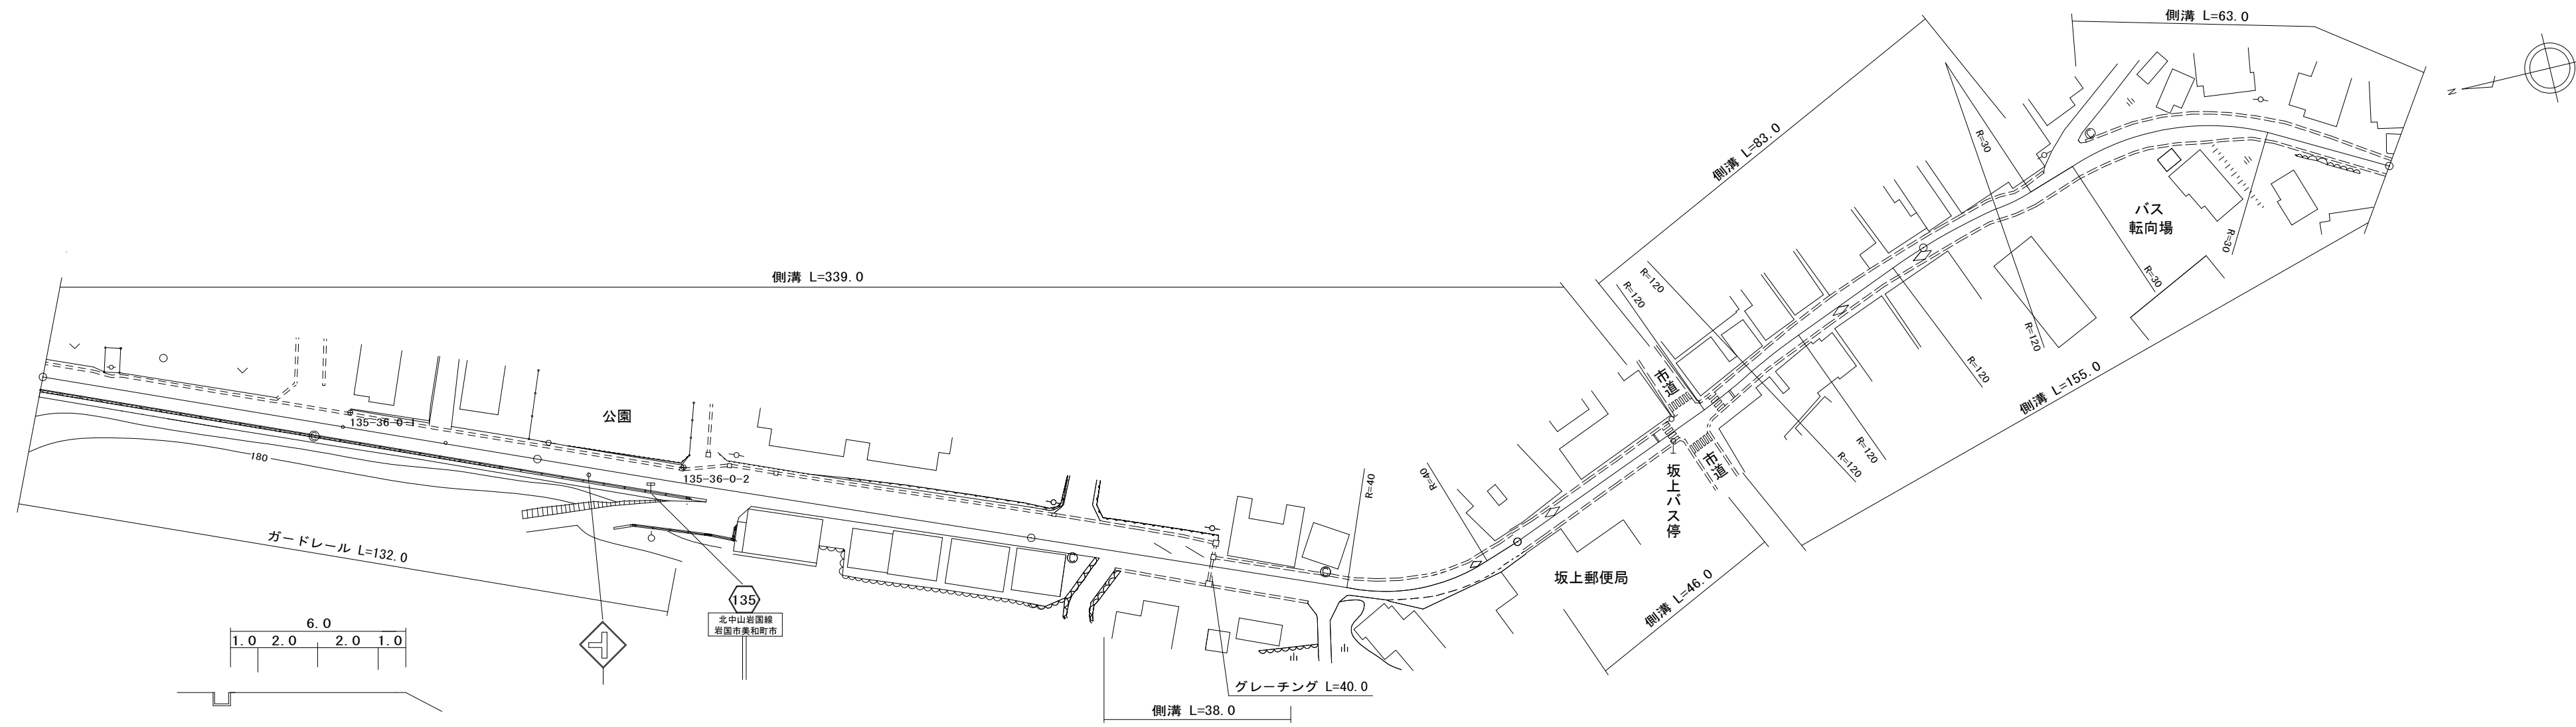 側溝 L=63.0
N
側溝 L=83.0
R=30
バス
転向場
R=30
R=30
側溝 L=339.0
R=120
R=120
R=120
R=120
側溝 L=155.0
市道
市道
R=120
R=120
公園
135-36-0-1
180
135-36-0-2
R=40
R=40
坂上バス停
坂上郵便局
側溝 L=46.0
ガードレール L=132.0
135
北中山岩国線
岩国市美和町市
6.0
1.0 2.0 2.0 1.0
グレーチング L=40.0
側溝 L=38.0